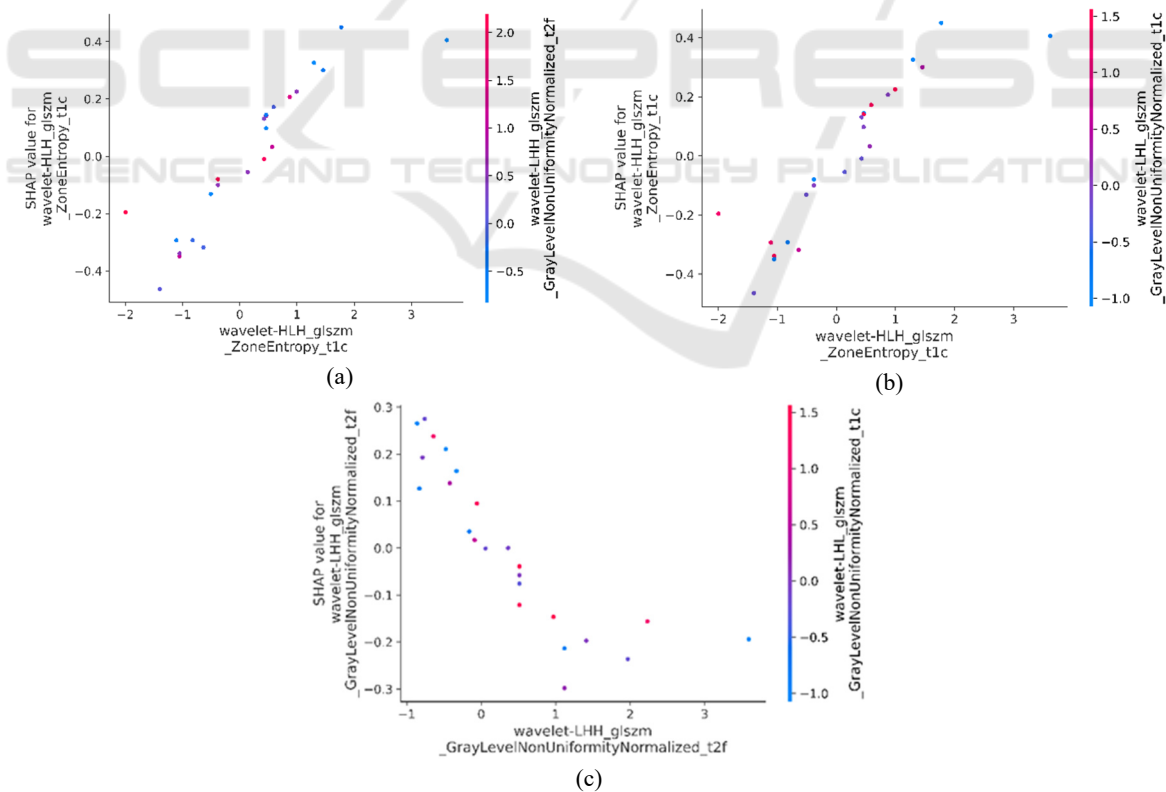 SCITEPRESS
SCIENCE AND TECHNOLOGY PUBLICATIONS
SHAP value for
wavelet-HLH_glszm
_ZoneEntropy_t1c
0.4
0.2
0.0
−0.2
−0.4
−2
−1
0
1
2
3
wavelet-HLH_glszm
_ZoneEntropy_t1c
2.0
1.5
1.0
0.5
0.0
−0.5
wavelet-LHH_glszm
_GrayLevelNonUniformityNormalized_t2f
(a)
SHAP value for
wavelet-HLH_glszm
_ZoneEntropy_t1c
0.4
0.2
0.0
−0.2
−0.4
−2
−1
0
1
2
3
wavelet-HLH_glszm
_ZoneEntropy_t1c
1.5
1.0
0.5
0.0
−0.5
−1.0
wavelet-LHL_glszm
_GrayLevelNonUniformityNormalized_t1c
(b)
SHAP value for
wavelet-LHH_glszm
_GrayLevelNonUniformityNormalized_t2f
0.3
0.2
0.1
0.0
−0.1
−0.2
−0.3
−1
0
1
2
3
wavelet-LHH_glszm
_GrayLevelNonUniformityNormalized_t2f
1.5
1.0
0.5
0.0
−0.5
−1.0
wavelet-LHL_glszm
_GrayLevelNonUniformityNormalized_t1c
(c)